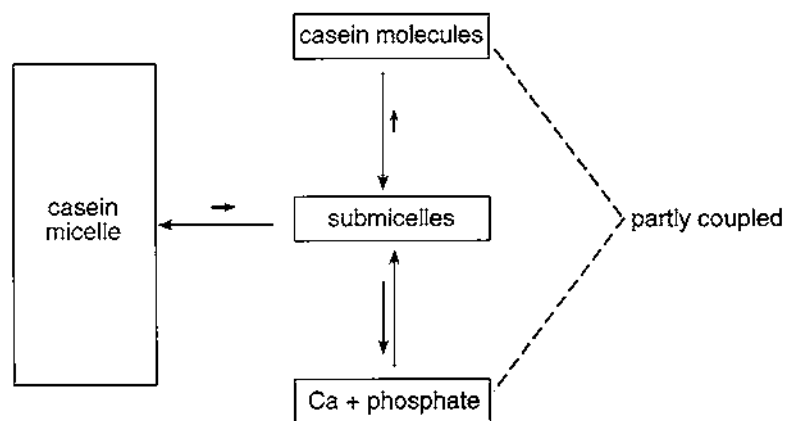 casein molecules
casein
micelle
submicelles
partly coupled
Ca + phosphate